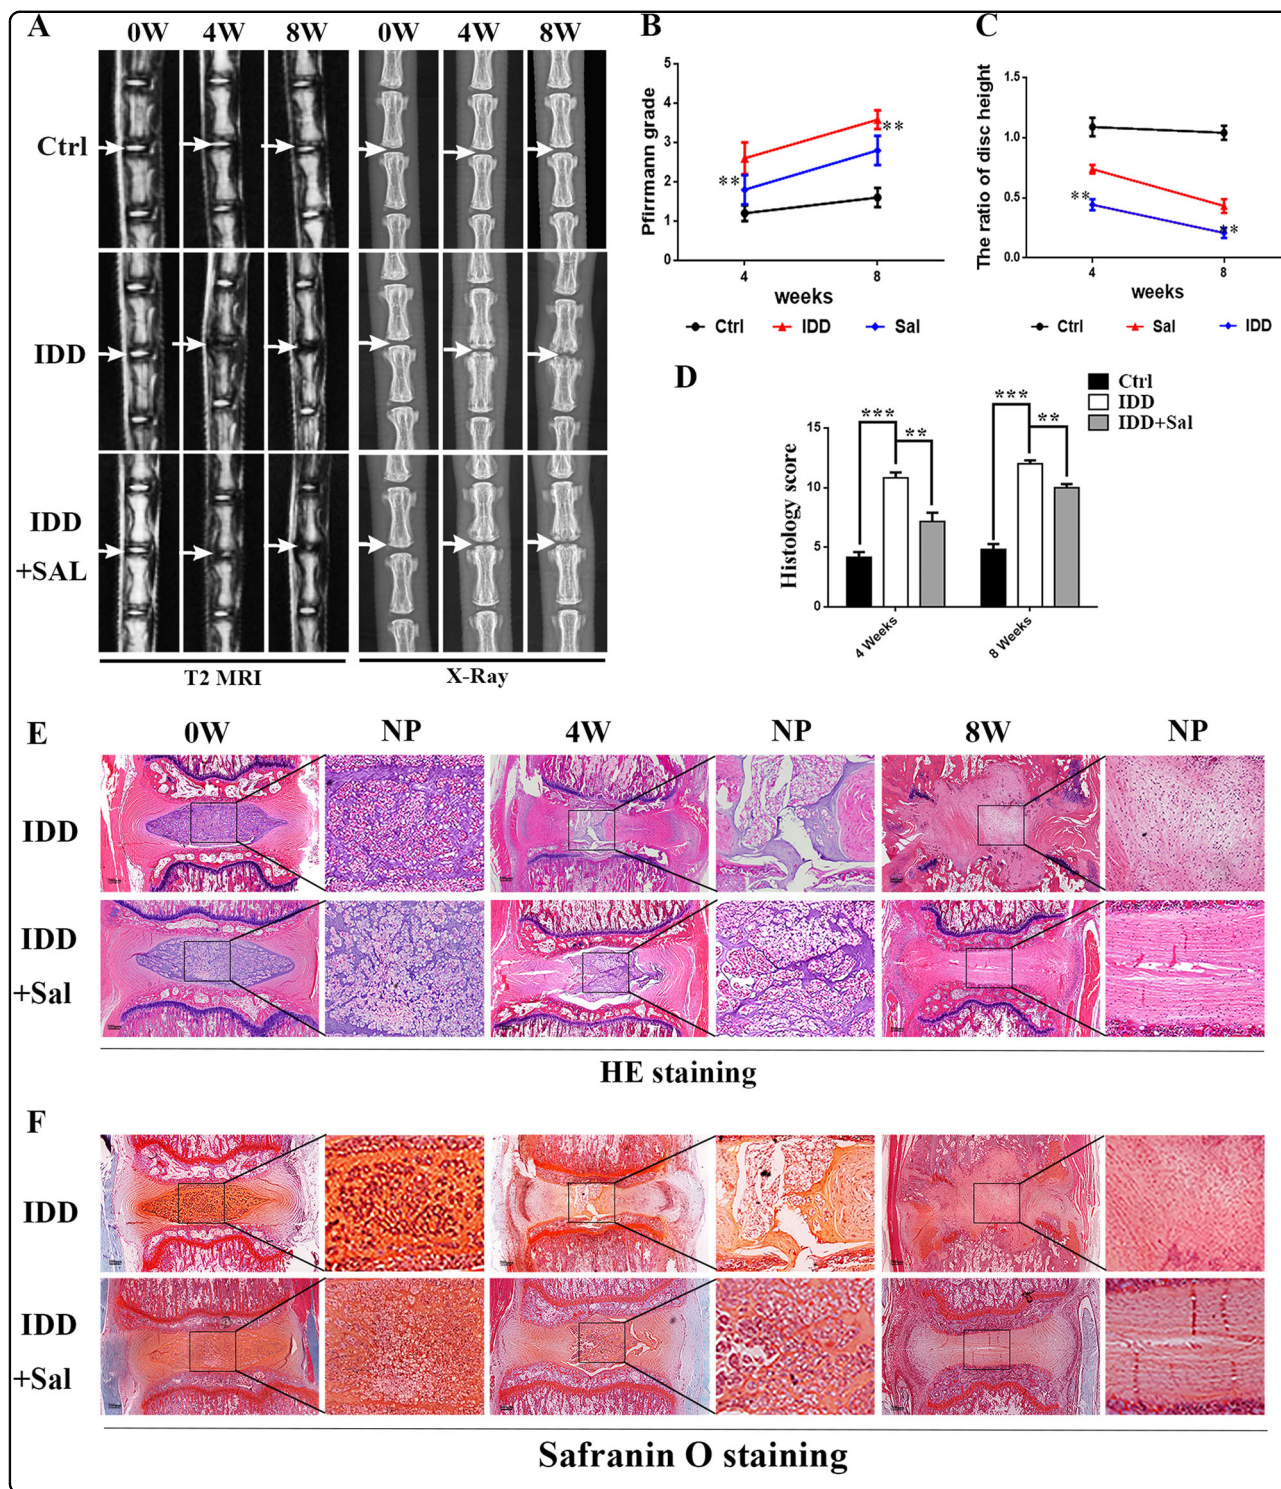 A
0W 4W 8W 0W 4W 8W
Ctrl
IDD
IDD
+SAL
T2 MRI X-Ray
B
Pfirrmann grade
5
4
3
2
1
0
**
**
4 8
weeks
Ctrl IDD Sal
C
The ratio of disc height
1.5
1.0
0.5
0.0
**
**
4 8
weeks
Ctrl Sal IDD
D
Histology score
15
10
5
0
*** ** *** **
4 Weeks 8 Weeks
Ctrl
IDD
IDD+Sal
E
0W NP 4W NP 8W NP
IDD
IDD
+Sal
HE staining
F
IDD
IDD
+Sal
Safranin O staining